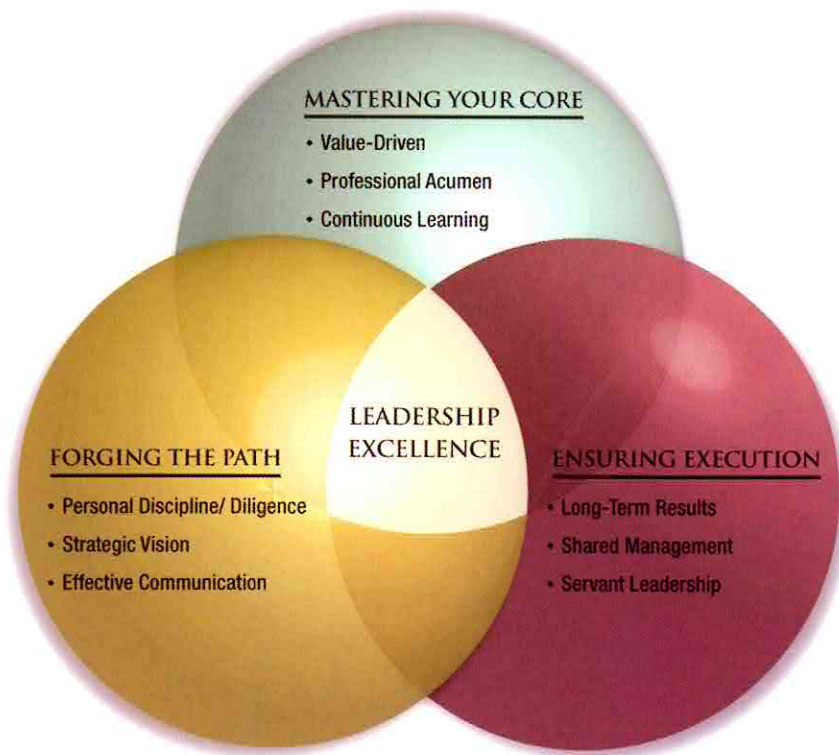 MASTERING YOUR CORE
• Value-Driven
• Professional Acumen
• Continuous Learning
LEADERSHIP
EXCELLENCE
FORGING THE PATH
• Personal Discipline/ Diligence
• Strategic Vision
• Effective Communication
ENSURING EXECUTION
• Long-Term Results
• Shared Management
• Servant Leadership